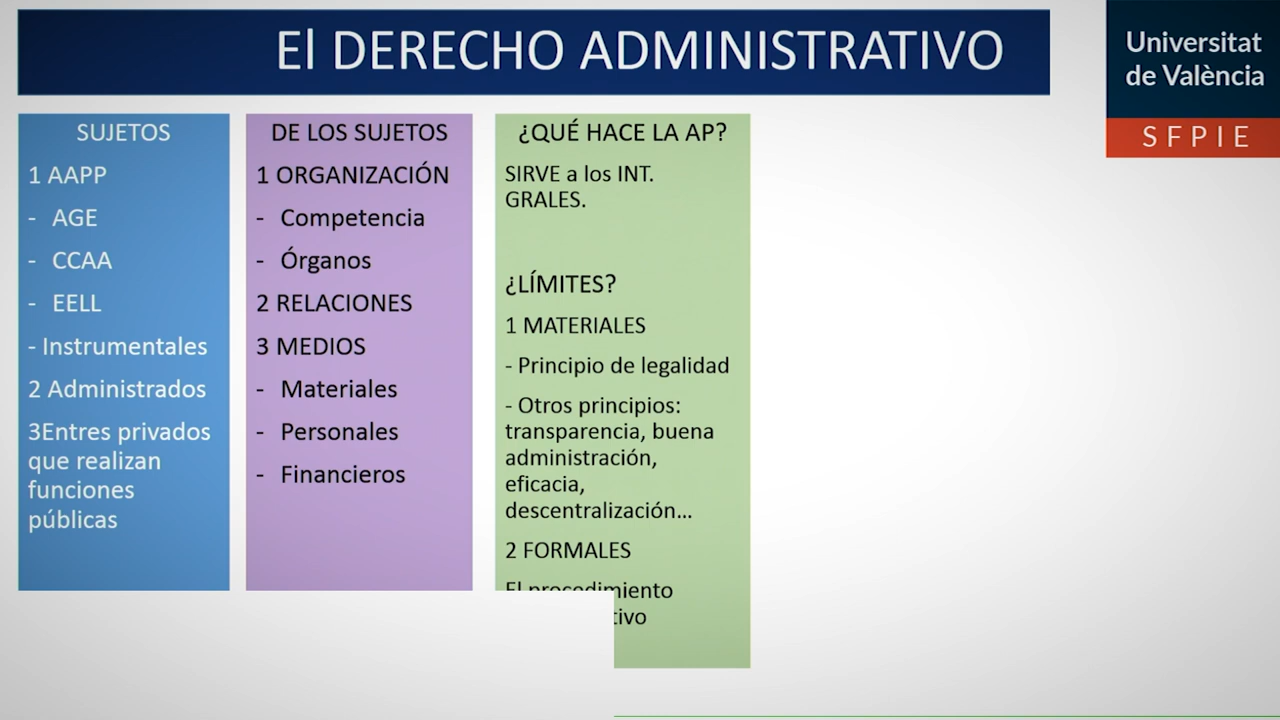 El DERECHO ADMINISTRATIVO
Universitat
de València
SFPIE
SUJETOS
1 AAPP
- AGE
- CCAA
- EELL
- Instrumentales
2 Administrados
3Entres privados
que realizan
funciones
públicas
DE LOS SUJETOS
1 ORGANIZACIÓN
- Competencia
- Órganos
2 RELACIONES
3 MEDIOS
- Materiales
- Personales
- Financieros
¿QUÉ HACE LA AP?
SIRVE a los INT.
GRALES.
¿LÍMITES?
1 MATERIALES
- Principio de legalidad
- Otros principios:
transparencia, buena
administración,
eficacia,
descentralización...
2 FORMALES
El procedimiento